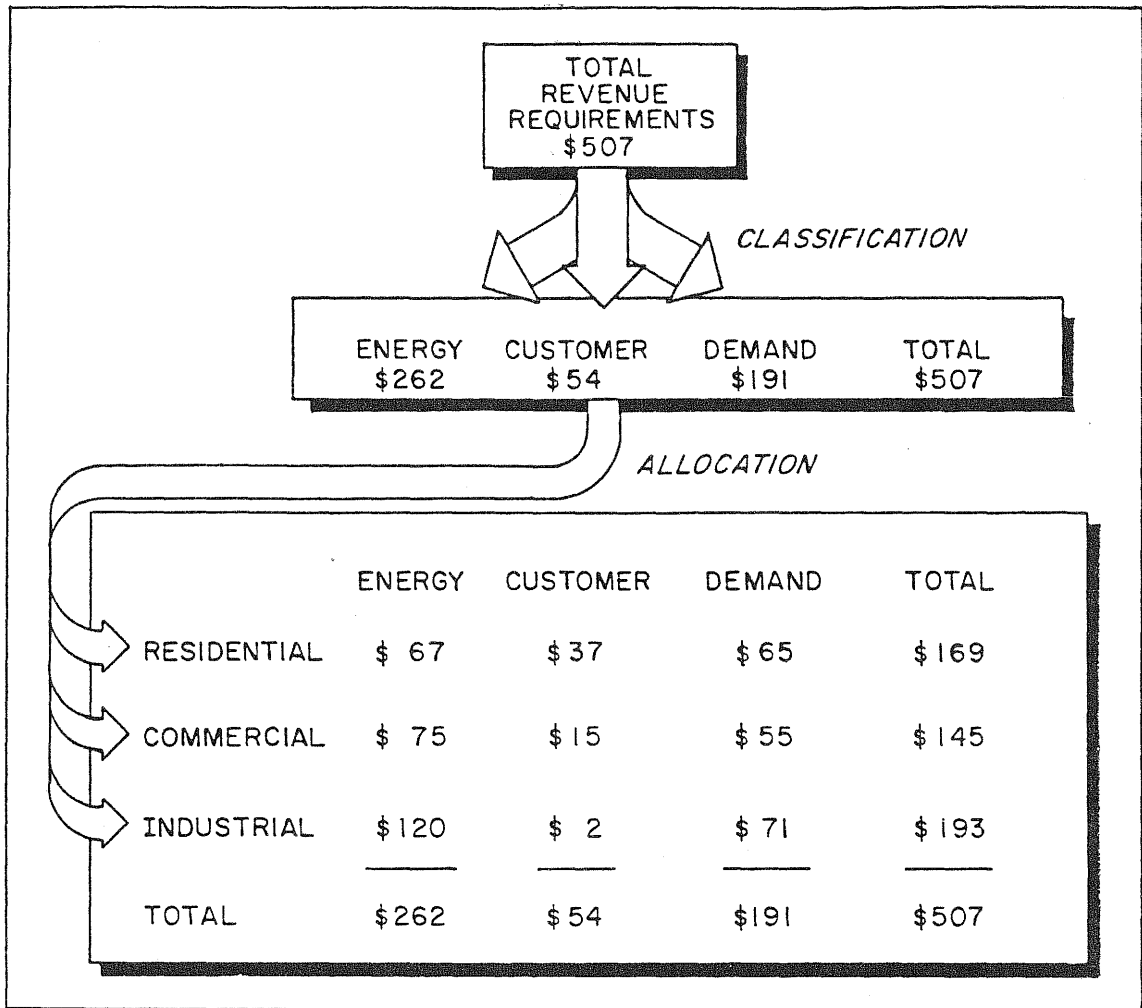 TOTAL
REVENUE
REQUIREMENTS
$507
CLASSIFICATION
ENERGY CUSTOMER DEMAND TOTAL
$262 $54 $191 $507
ALLOCATION
ENERGY CUSTOMER DEMAND TOTAL
RESIDENTIAL $ 67 $37 $65 $169
COMMERCIAL $ 75 $15 $55 $145
INDUSTRIAL $120 $ 2 $71 $193
TOTAL $262 $54 $191 $507